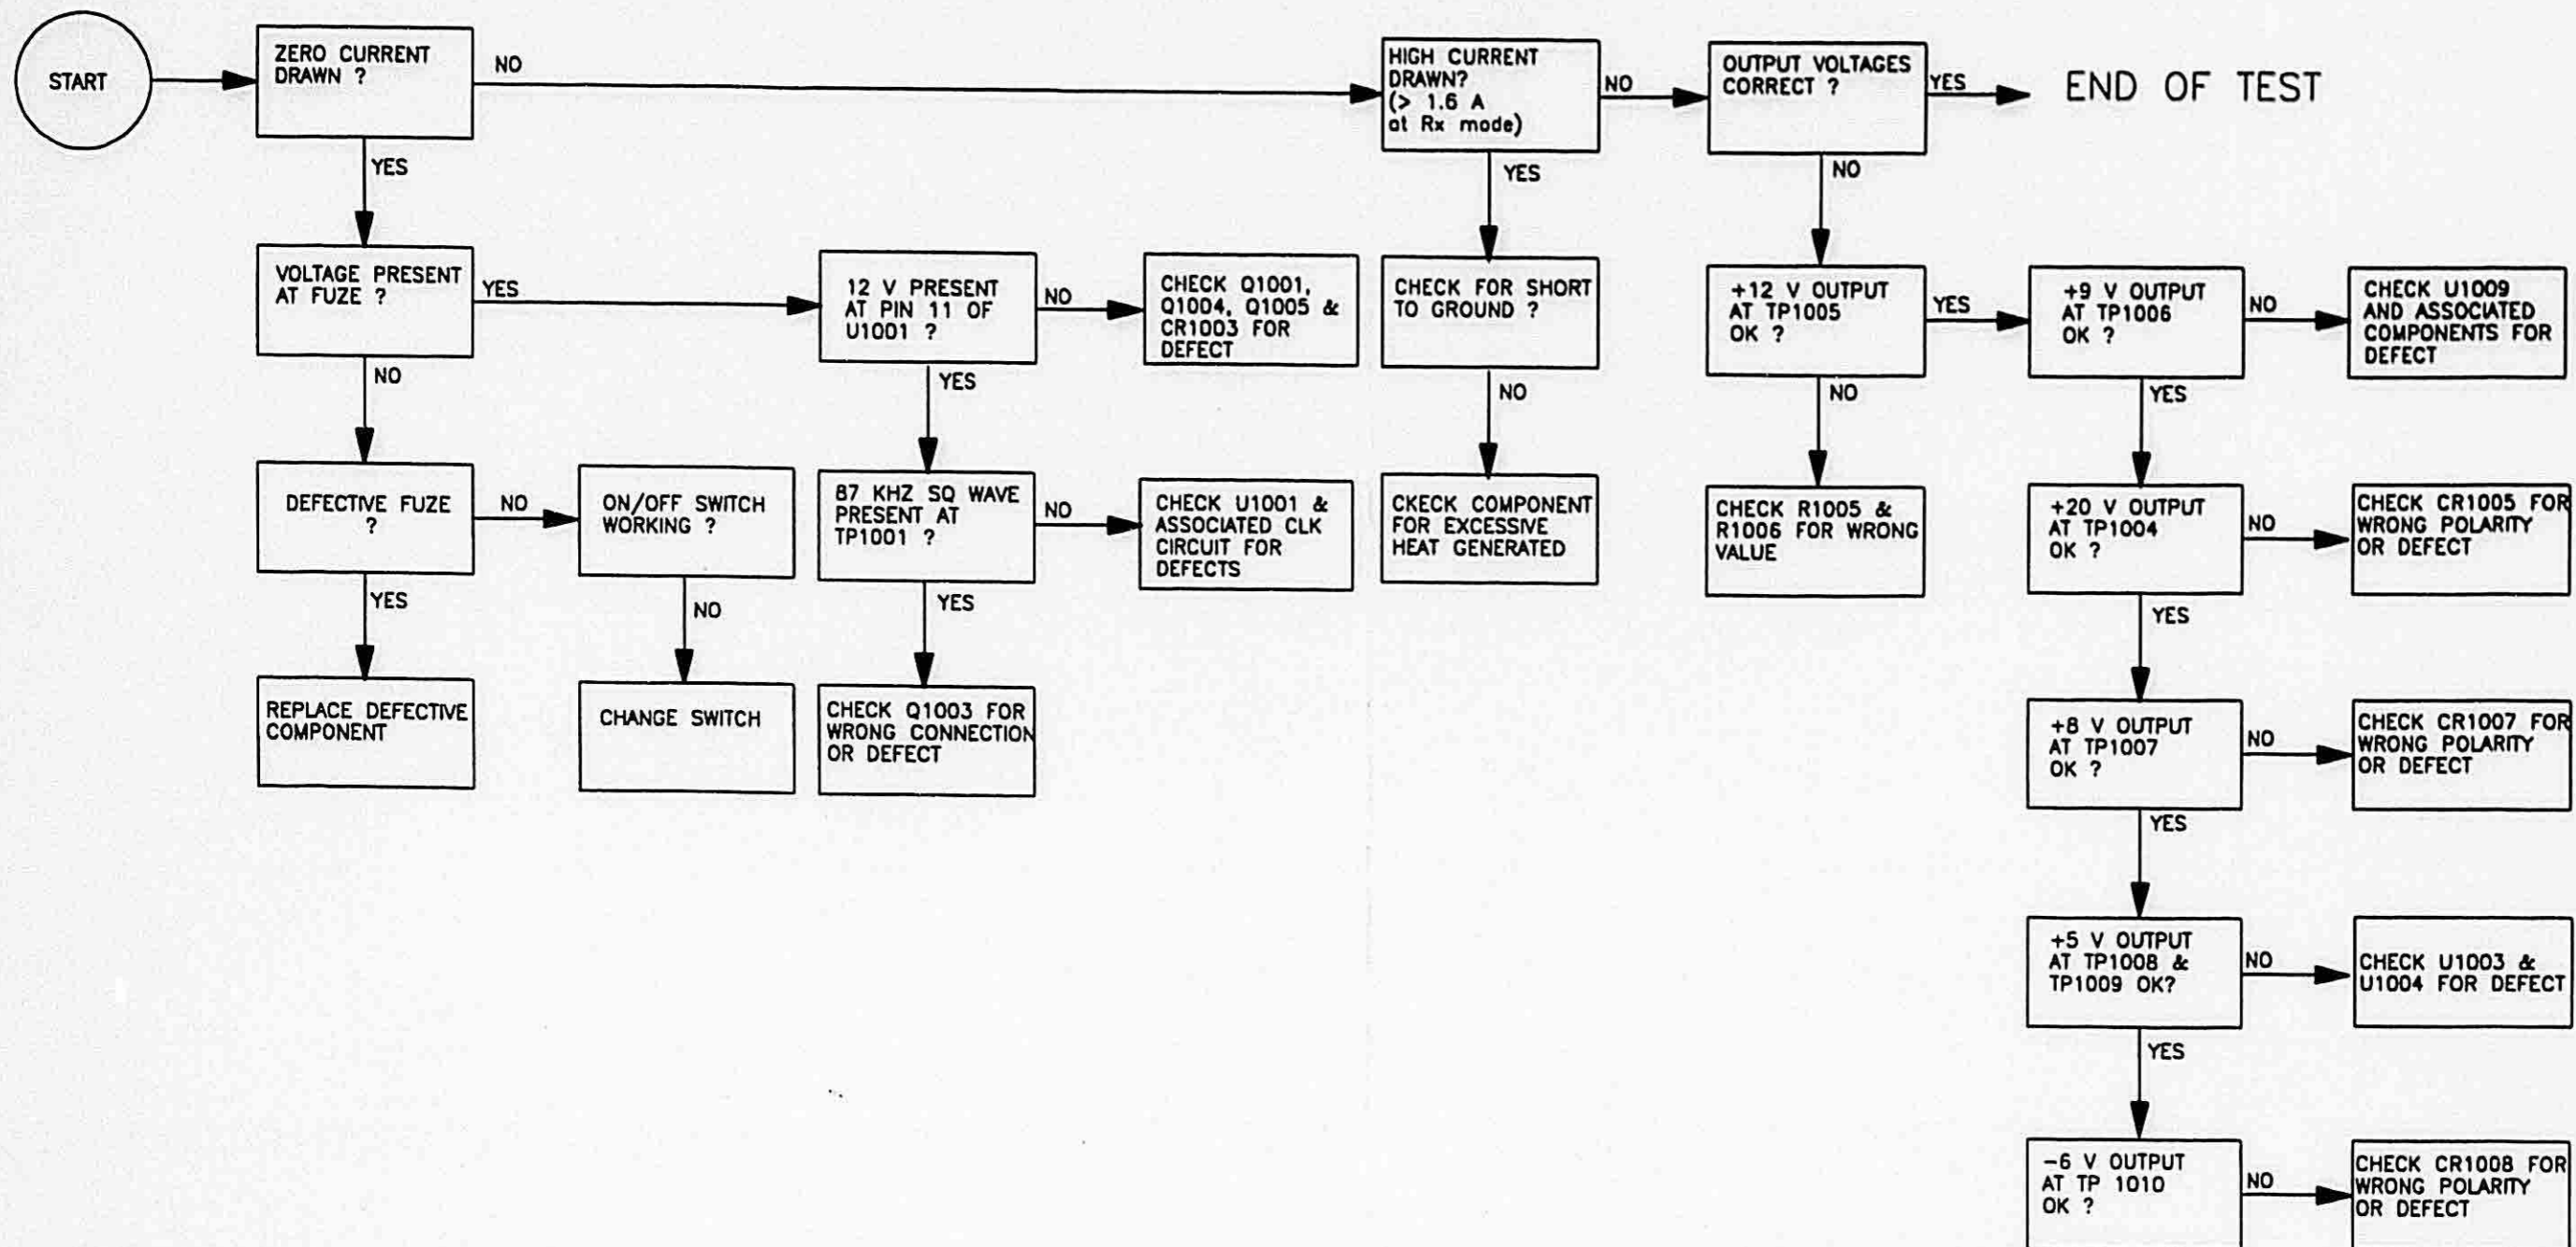 START
ZERO CURRENT
DRAWN ?
NO
HIGH CURRENT
DRAWN?
(> 1.6 A
at Rx mode)
NO
OUTPUT VOLTAGES
CORRECT ?
YES
END OF TEST
YES
YES
NO
VOLTAGE PRESENT
AT FUZE ?
YES
12 V PRESENT
AT PIN 11 OF
U1001 ?
NO
CHECK Q1001,
Q1004, Q1005 &
CR1003 FOR
DEFECT
CHECK FOR SHORT
TO GROUND ?
+12 V OUTPUT
AT TP1005
OK ?
YES
+9 V OUTPUT
AT TP1006
OK ?
NO
CHECK U1009
AND ASSOCIATED
COMPONENTS FOR
DEFECT
NO
YES
NO
NO
YES
DEFECTIVE FUZE
?
NO
ON/OFF SWITCH
WORKING ?
87 KHZ SQ WAVE
PRESENT AT
TP1001 ?
NO
CHECK U1001 &
ASSOCIATED CLK
CIRCUIT FOR
DEFECTS
CKECK COMPONENT
FOR EXCESSIVE
HEAT GENERATED
CHECK R1005 &
R1006 FOR WRONG
VALUE
+20 V OUTPUT
AT TP1004
OK ?
NO
CHECK CR1005 FOR
WRONG POLARITY
OR DEFECT
YES
NO
YES
YES
REPLACE DEFECTIVE
COMPONENT
CHANGE SWITCH
CHECK Q1003 FOR
WRONG CONNECTION
OR DEFECT
+8 V OUTPUT
AT TP1007
OK ?
NO
CHECK CR1007 FOR
WRONG POLARITY
OR DEFECT
YES
+5 V OUTPUT
AT TP1008 &
TP1009 OK?
NO
CHECK U1003 &
U1004 FOR DEFECT
YES
-6 V OUTPUT
AT TP 1010
OK ?
NO
CHECK CR1008 FOR
WRONG POLARITY
OR DEFECT